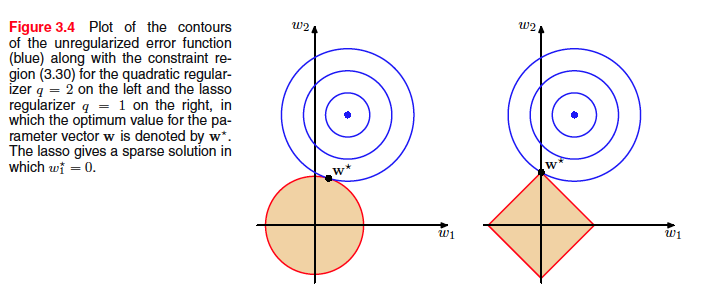 Figure 3.4 Plot of the contours
of the unregularized error function
(blue) along with the constraint re-
gion (3.30) for the quadratic regular-
izer q = 2 on the left and the lasso
regularizer q = 1 on the right, in
which the optimum value for the pa-
rameter vector w is denoted by w*.
The lasso gives a sparse solution in
which w₁* = 0.
w₂
w*
w₁
w₂
w*
w₁